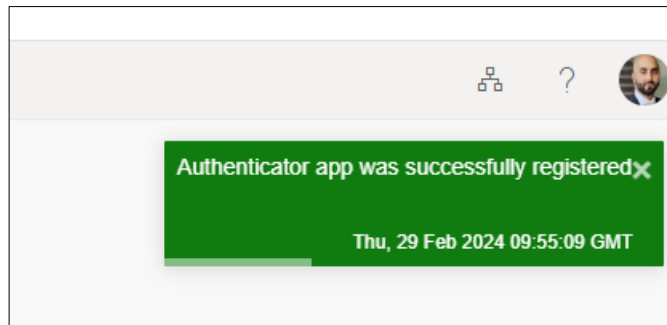 Authenticator app was successfully registered
Thu, 29 Feb 2024 09:55:09 GMT